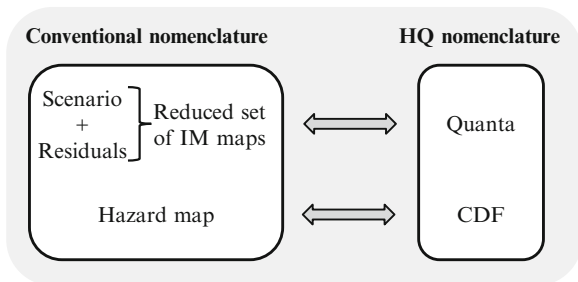 Conventional nomenclature
HQ nomenclature
Scenario
+
Residuals
Reduced set
of IM maps
Quanta
Hazard map
CDF